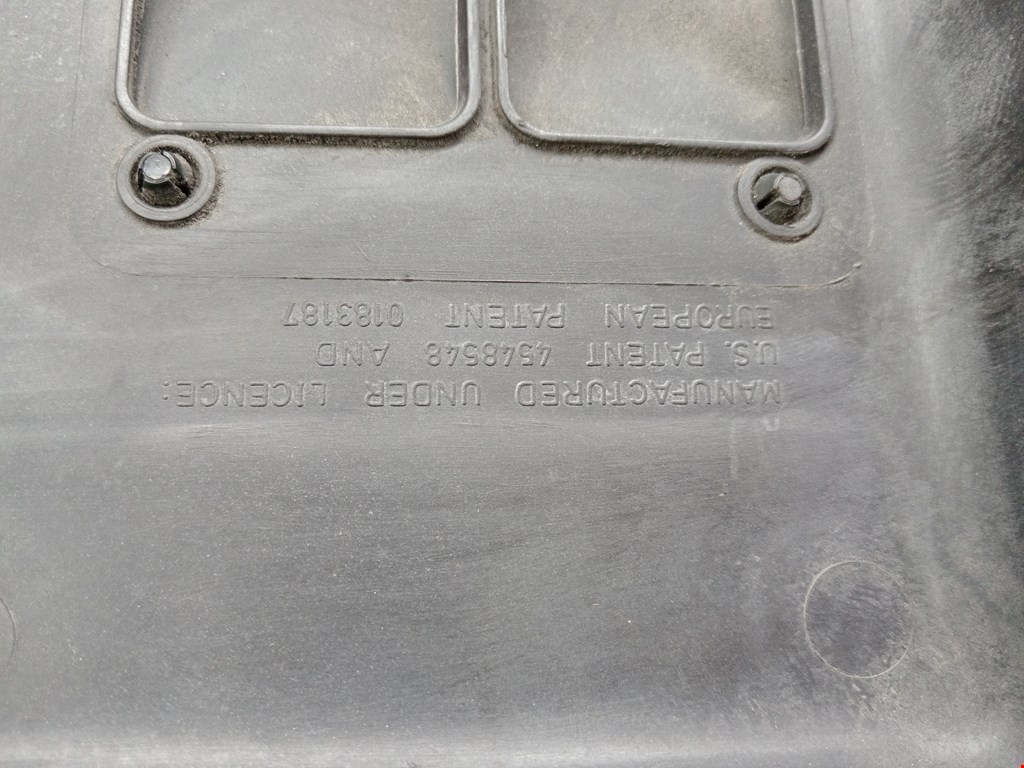 MANUFACTURED UNDER LICENCE:
U.S. PATENT 4548548 AND
EUROPEAN PATENT 0183187